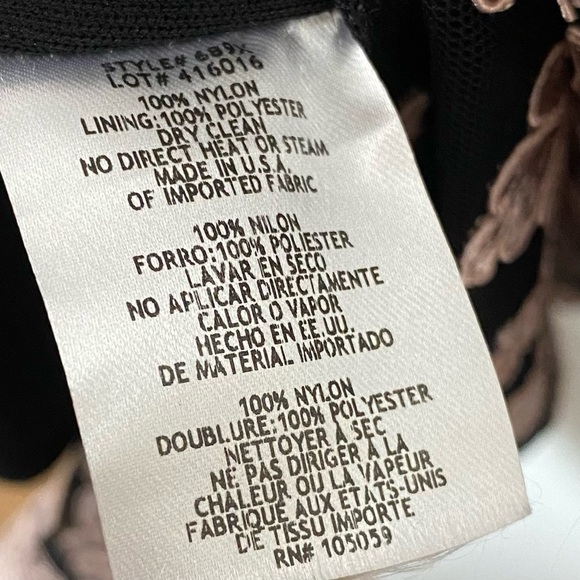 STYLE# 689X
LOT# 416016
100% NYLON
LINING:100% POLYESTER
DRY CLEAN
NO DIRECT HEAT OR STEAM
MADE IN U.S.A.
OF IMPORTED FABRIC
100% NILON
FORRO:100% POLIESTER
LAVAR EN SECO
NO APLICAR DIRECTAMENTE
CALOR O VAPOR
HECHO EN EE.UU.
DE MATERIAL IMPORTADO
100% NYLON
DOUBLURE:100% POLYESTER
NETTOYER À SEC
NE PAS DIRIGER À LA
CHALEUR OU LA VAPEUR
FABRIQUE AUX ÉTATS-UNIS
DE TISSU IMPORTE
RN# 105059